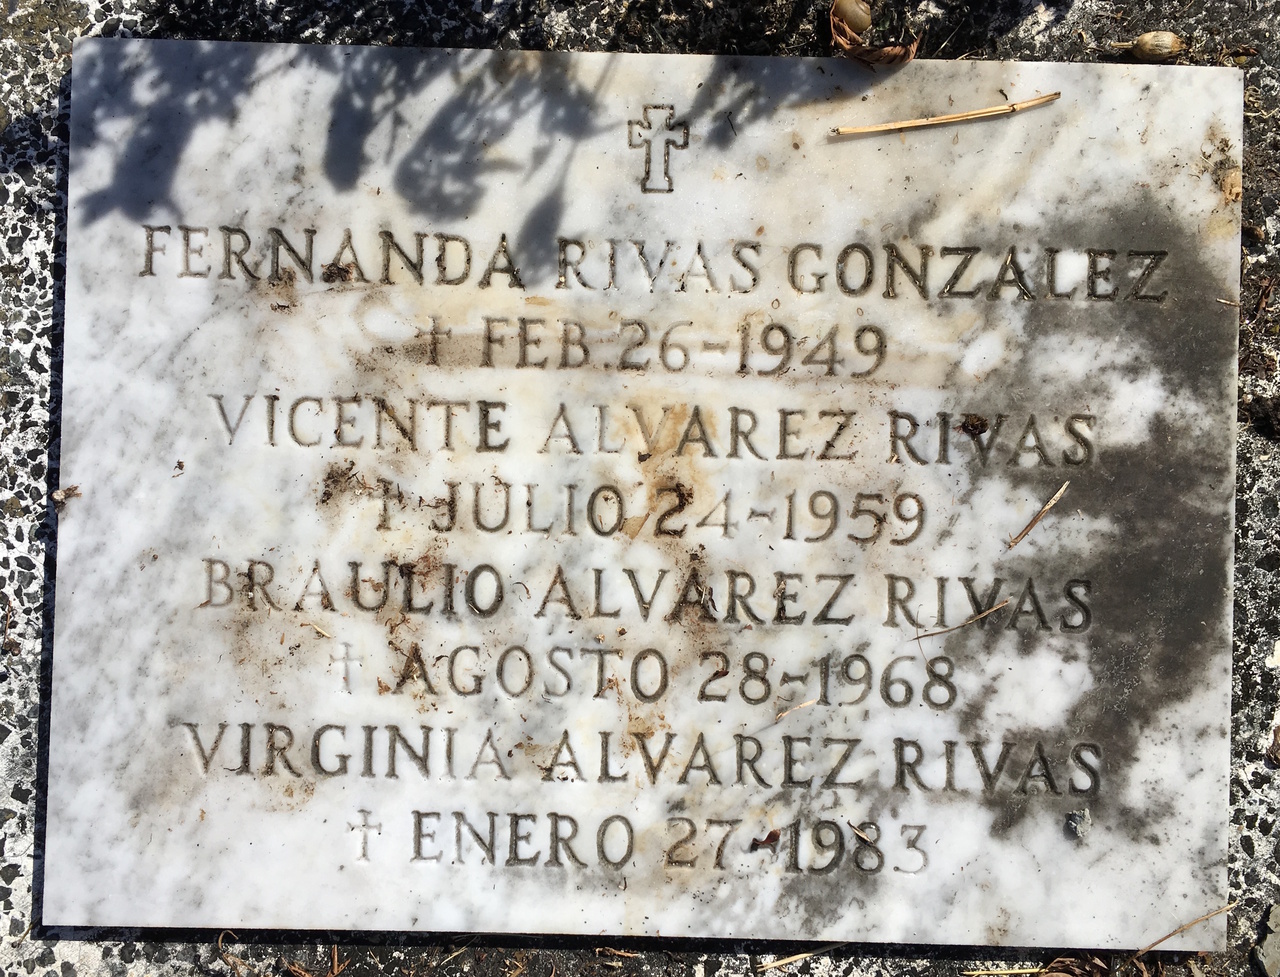 FERNANDA RIVAS GONZALEZ
† FEB. 26-1949
VICENTE ALVAREZ RIVAS
† JULIO 24-1959
BRAULIO ALVAREZ RIVAS
† AGOSTO 28-1968
VIRGINIA ALVAREZ RIVAS
† ENERO 27-1983